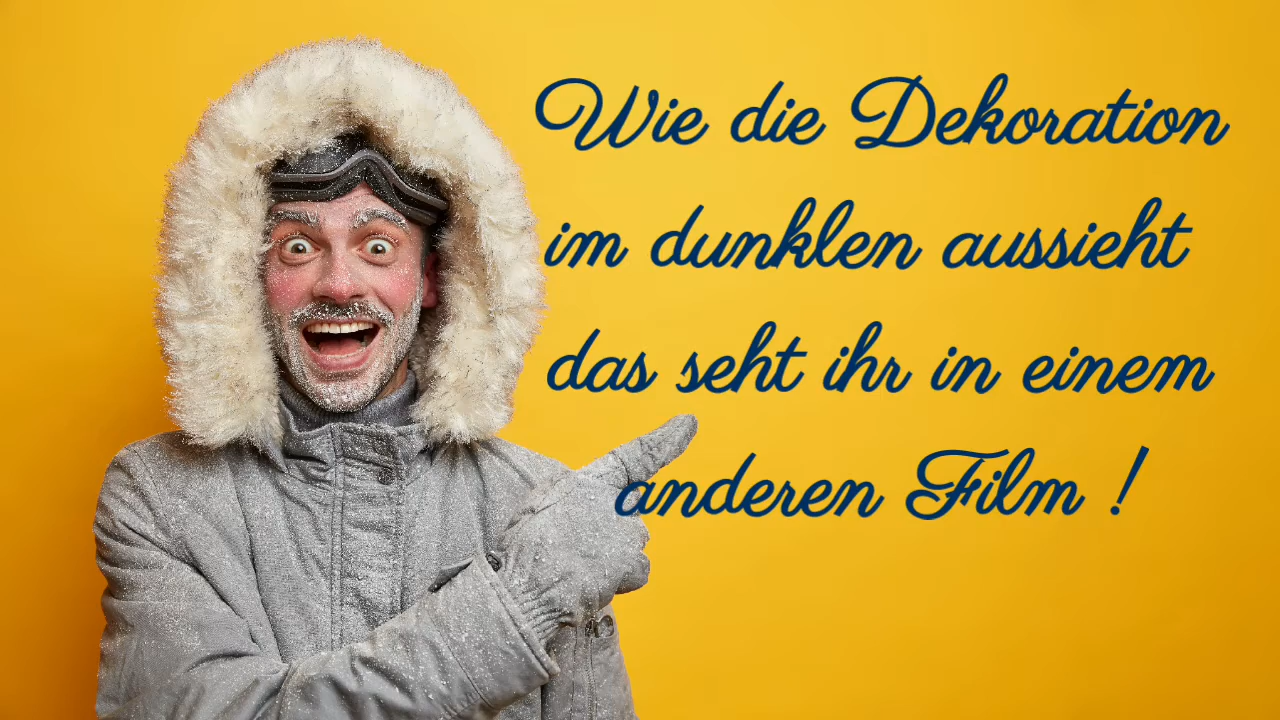 Wie die Dekoration
im dunklen aussieht
das seht ihr in einem
anderen Film !